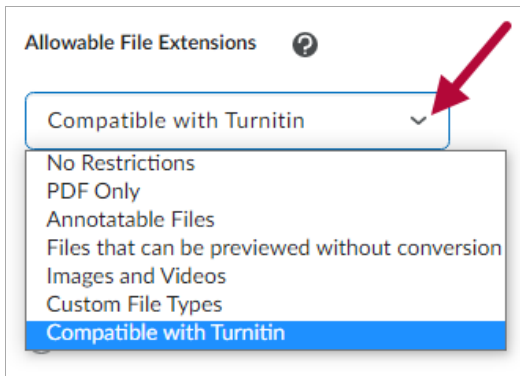 Allowable File Extensions ?
Compatible with Turnitin
No Restrictions
PDF Only
Annotatable Files
Files that can be previewed without conversion
Images and Videos
Custom File Types
Compatible with Turnitin